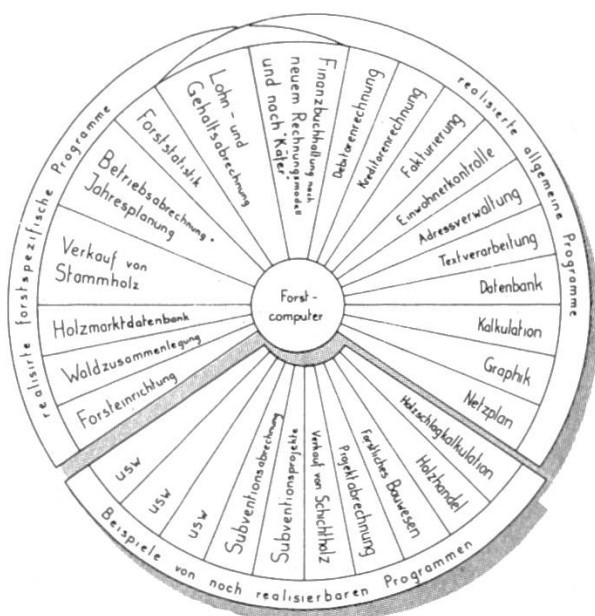 realisirte forstspezifische Programme
Forsteinrichtung
Waldzusammenlegung
Holzmarktdatenbank
Verkauf von
Stammholz
Betriebsabrechnung +
Jahresplanung
Forststatistik
Lohn- und
Gehaltsabrechnung
Finanzbuchhaltung nach
neuem Rechnungsmodell
und nach "Käfer"
realisierte allgemeine Programme
Debitorenrechnung
Kreditorenrechnung
Fakturierung
Einwohnerkontrolle
Adressverwaltung
Textverarbeitung
Datenbank
Kalkulation
Graphik
Netzplan
Forst-
computer
Holzschlagkalkulation
Holzhandel
Forstliches Bauwesen
Projektabrechnung
Verkauf von Schichtholz
Subventionsprojekte
Subventionsabrechnung
usw
usw
usw
Beispiele von noch realisierbaren Programmen